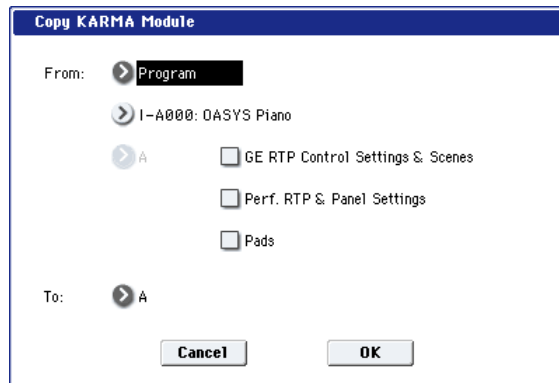 Copy KARMA Module
From: Program
I-A000: OASYS Piano
A GE RTP Control Settings & Scenes
Perf. RTP & Panel Settings
Pads
To: A
Cancel OK